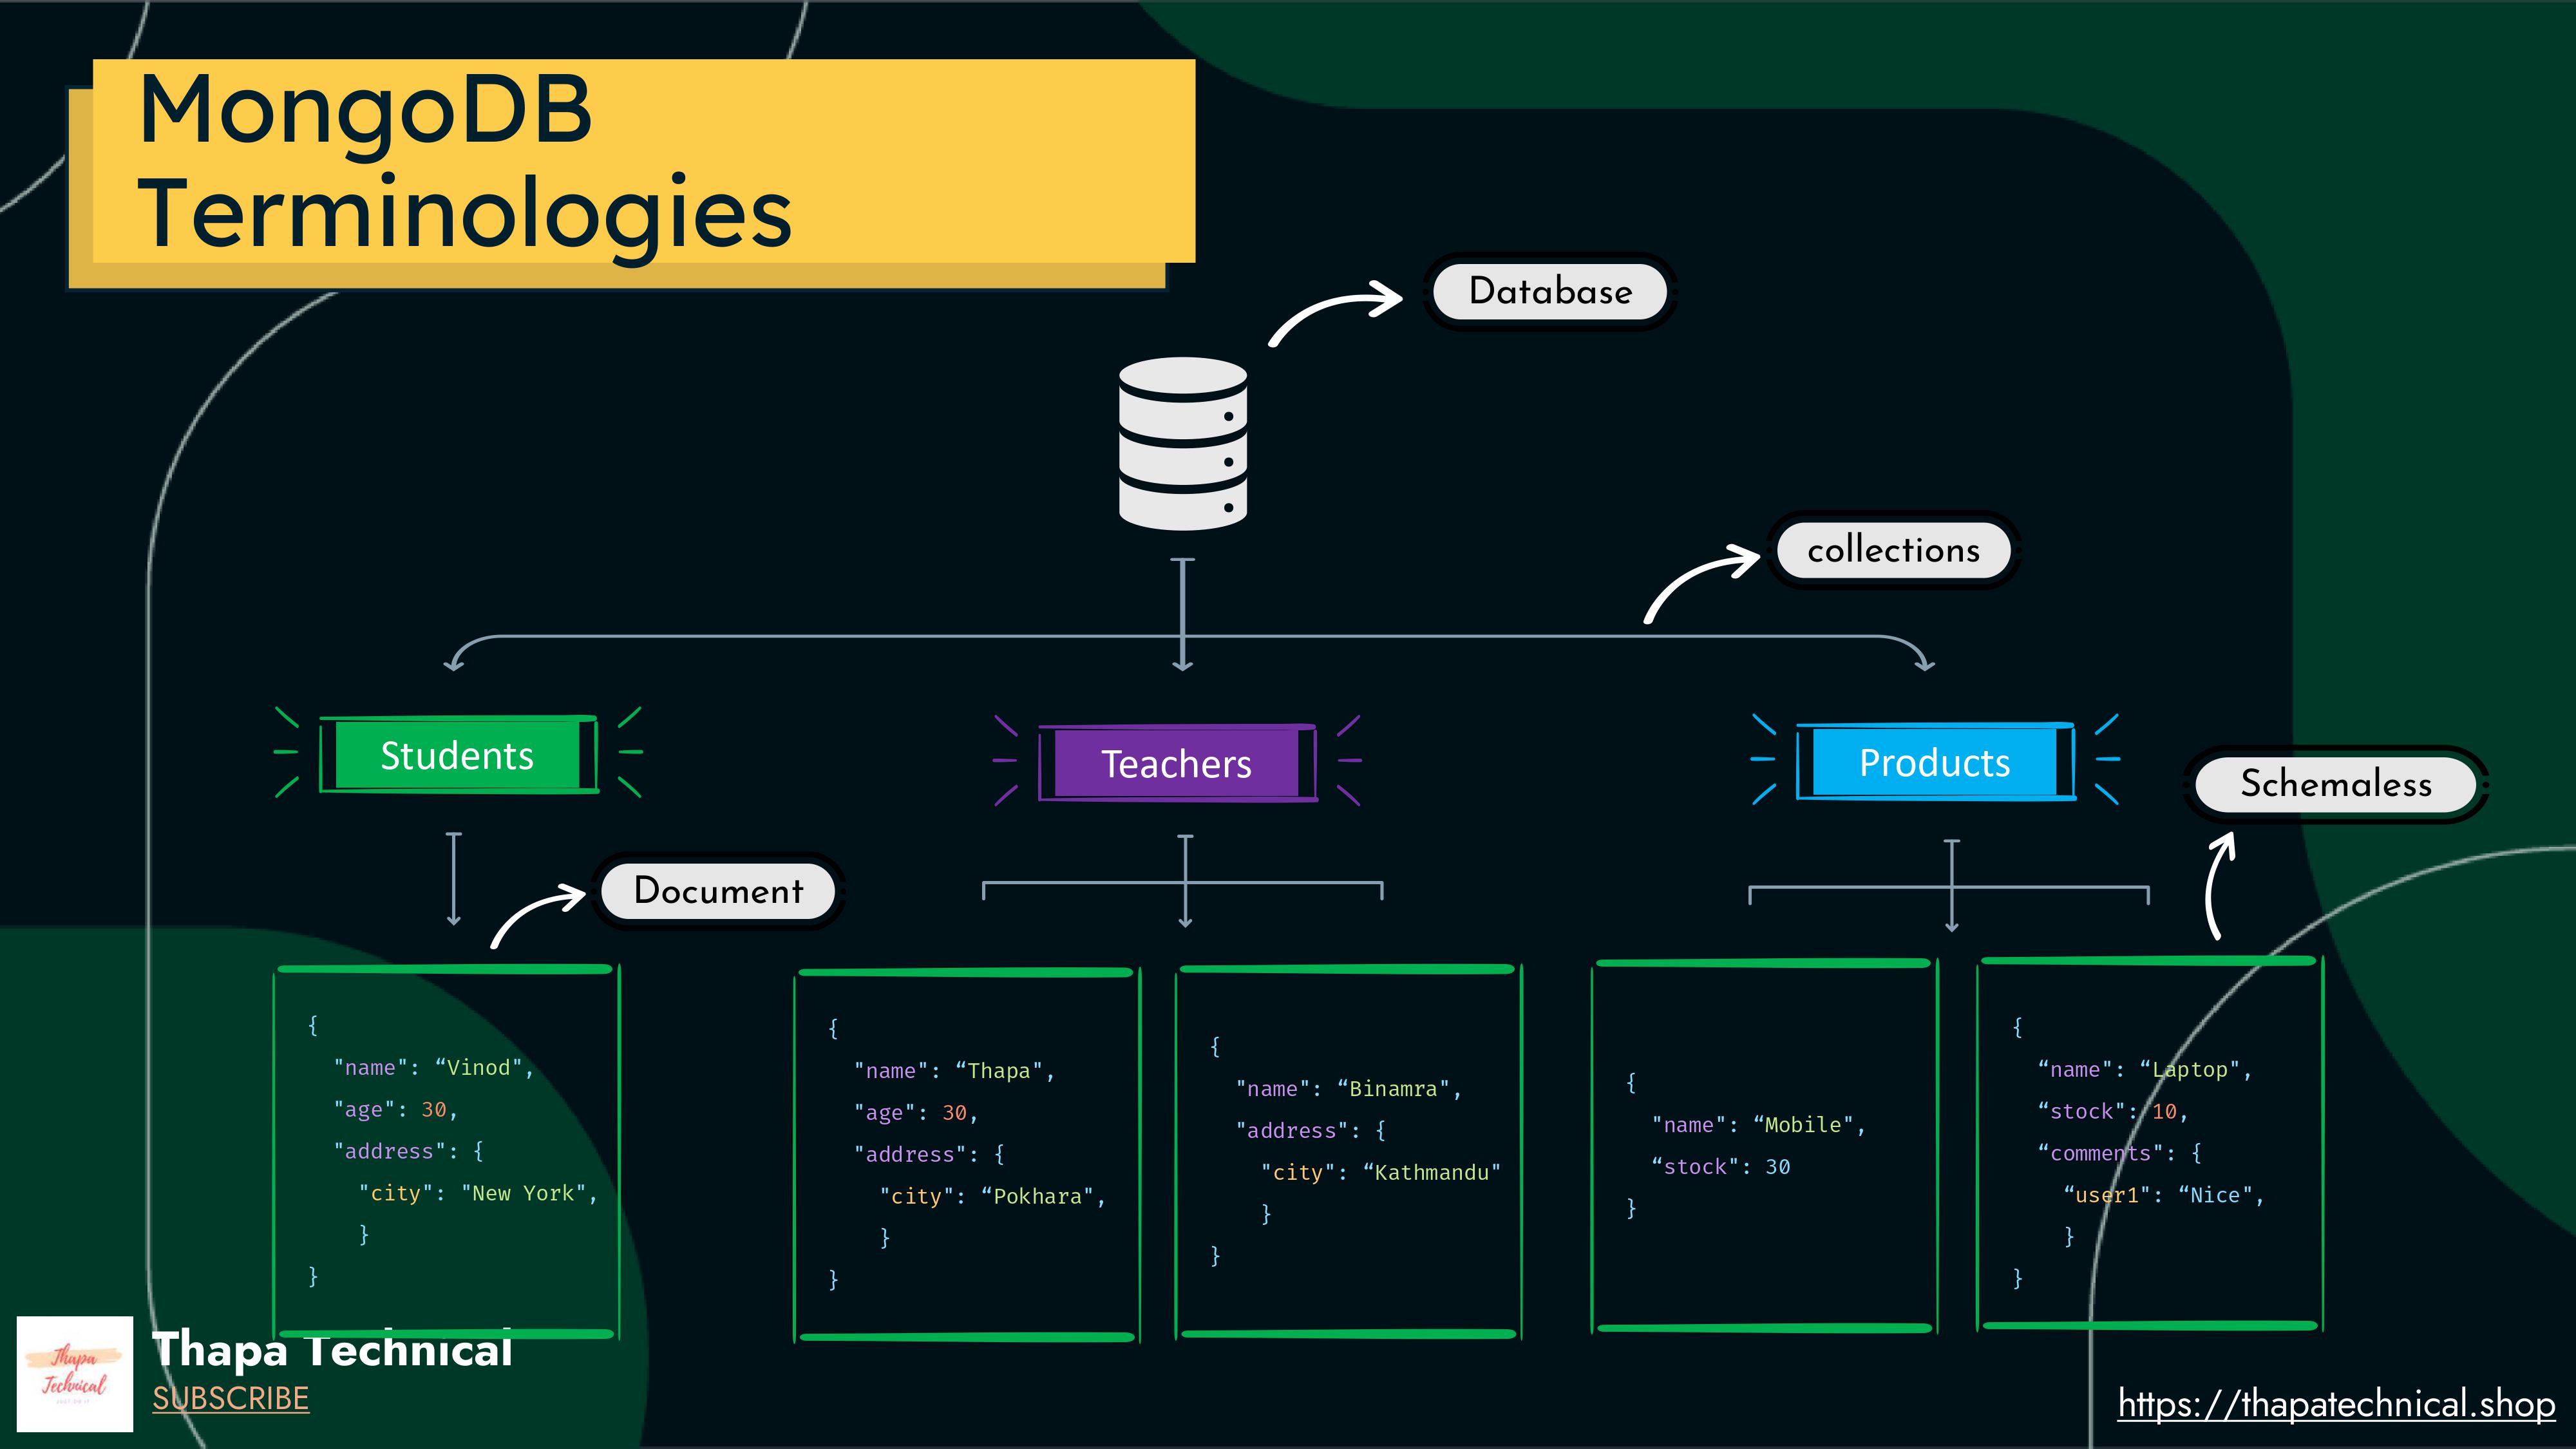 MongoDB
Terminologies
Database
collections
Students
Teachers
Products
Schemaless
Document
{
"name": “Vinod",
"age": 30,
"address": {
"city": "New York",
}
}
{
"name": “Thapa",
"age": 30,
"address": {
"city": “Pokhara",
}
}
{
"name": “Binamra",
"address": {
"city": “Kathmandu"
}
}
{
"name": “Mobile",
“stock": 30
}
{
“name": “Laptop",
“stock": 10,
“comments": {
“user1": “Nice",
}
}
Thapa
Technical
Thapa Technical
SUBSCRIBE
https://thapatechnical.shop